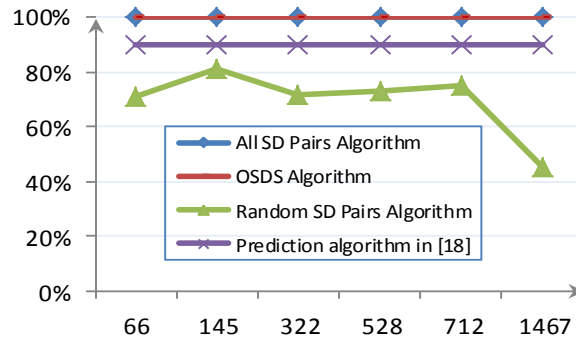 100%
80%
60%
40%
20%
0%
All SD Pairs Algorithm
OSDS Algorithm
Random SD Pairs Algorithm
Prediction algorithm in [18]
66 145 322 528 712 1467